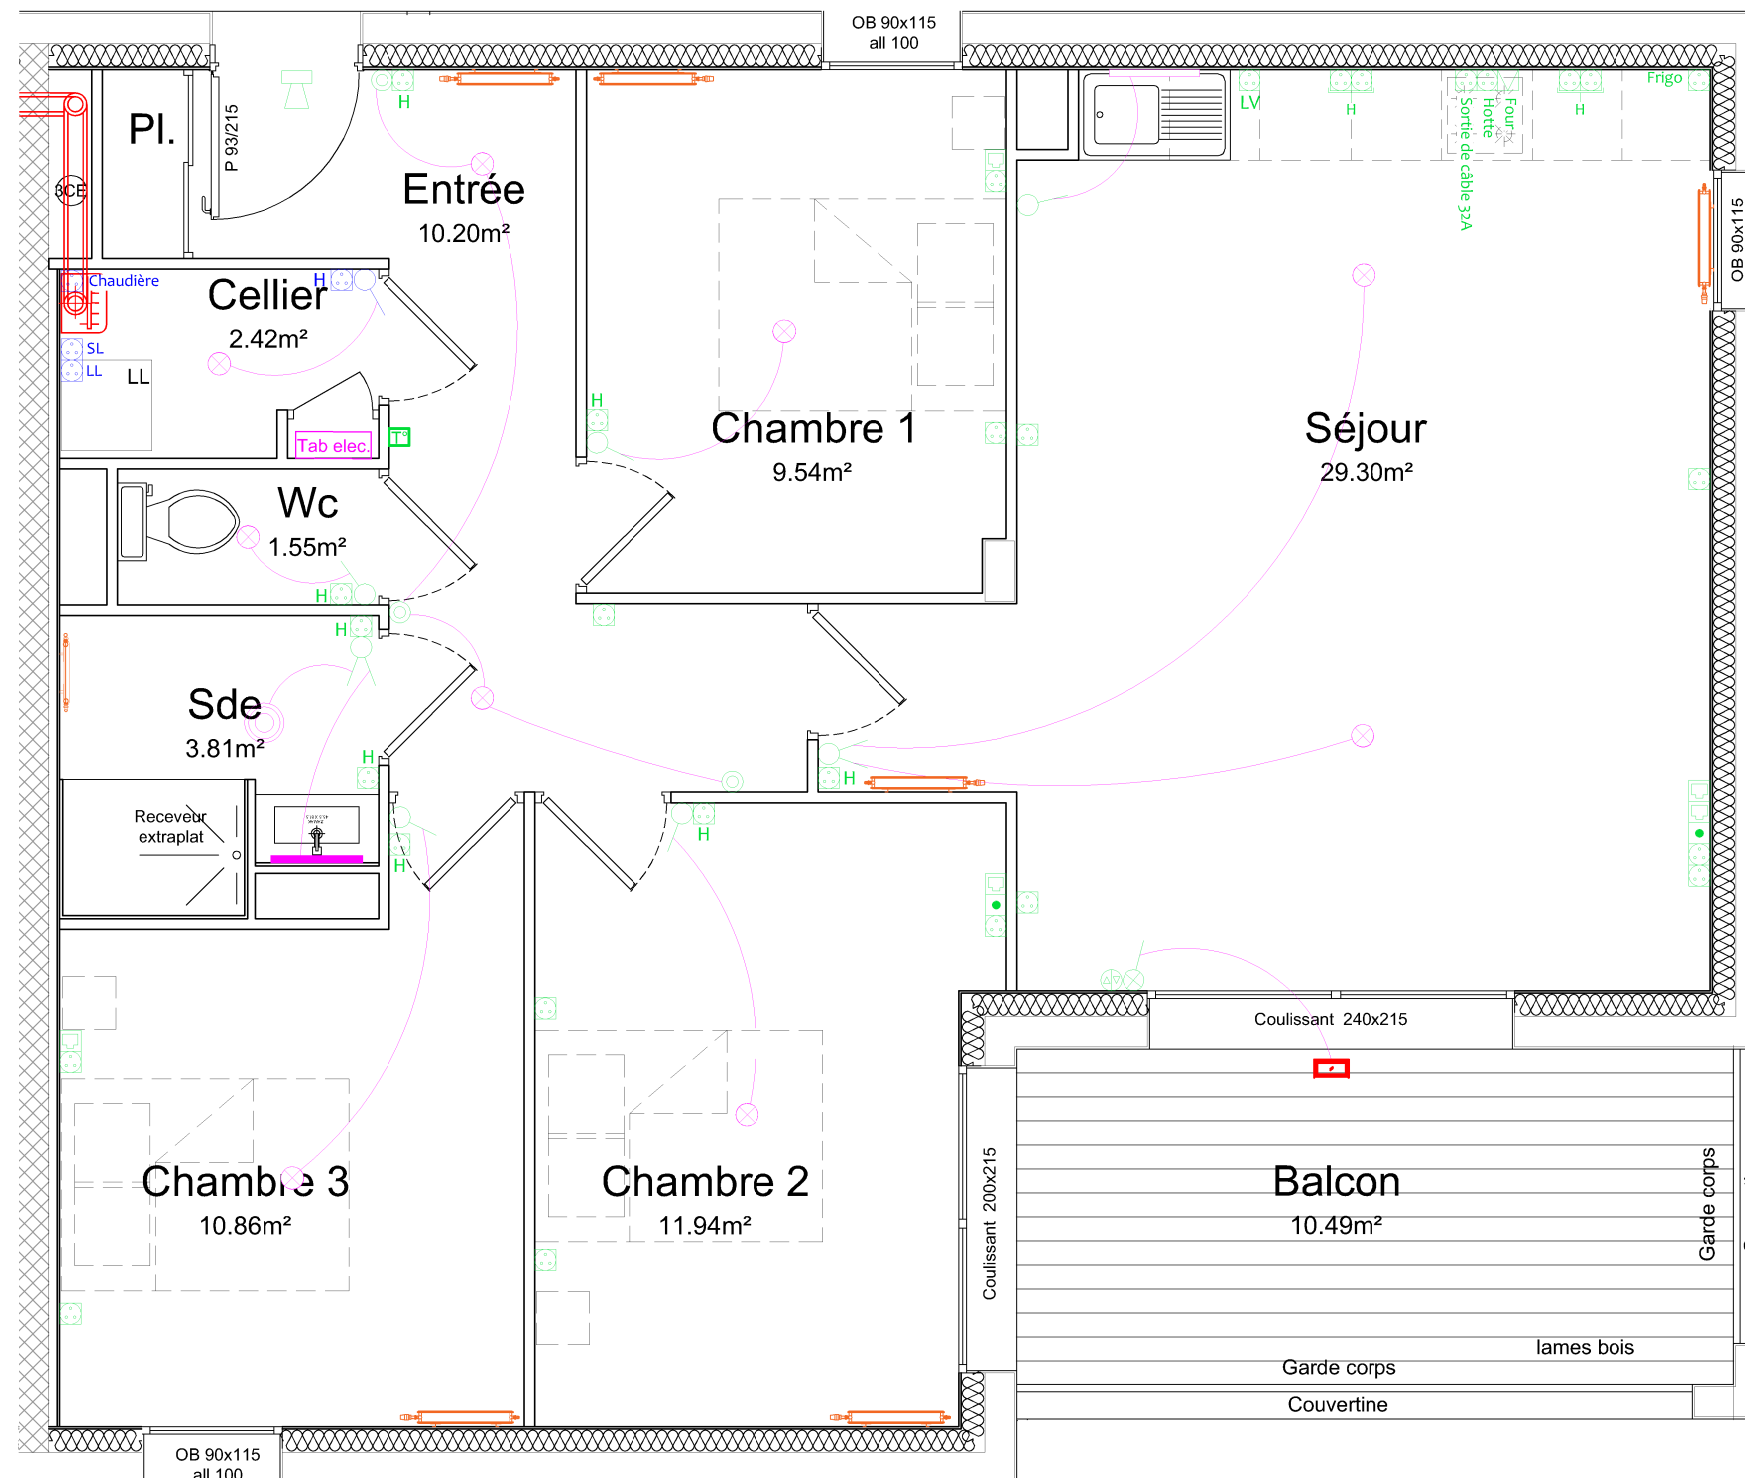 OB 90x115
all 100
Pl.
P 93/215
H
Entrée
10.20m²
LV
H
Sortie de câble 32A
Hotte
Four
H
Frigo
OB 90x115
3CE
Chaudière
H
Cellier
2.42m²
SL
LL
LL
Tab elec.
T°
H
Chambre 1
9.54m²
Séjour
29.30m²
Wc
1.55m²
H
H
Sde
3.81m²
H
H
Receveur
extraplat
H
H
Coulissant 240x215
Coulissant 200x215
Chambre 3
10.86m²
Chambre 2
11.94m²
Balcon
10.49m²
Garde corps
lames bois
Garde corps
Couvertine
OB 90x115
all 100